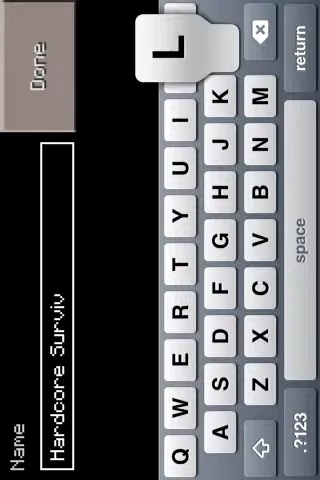 Done
Name
Hardcore Surviv
L
Q W E R T Y U I
A S D F G H J K
Z X C V B N M
.?123 space return